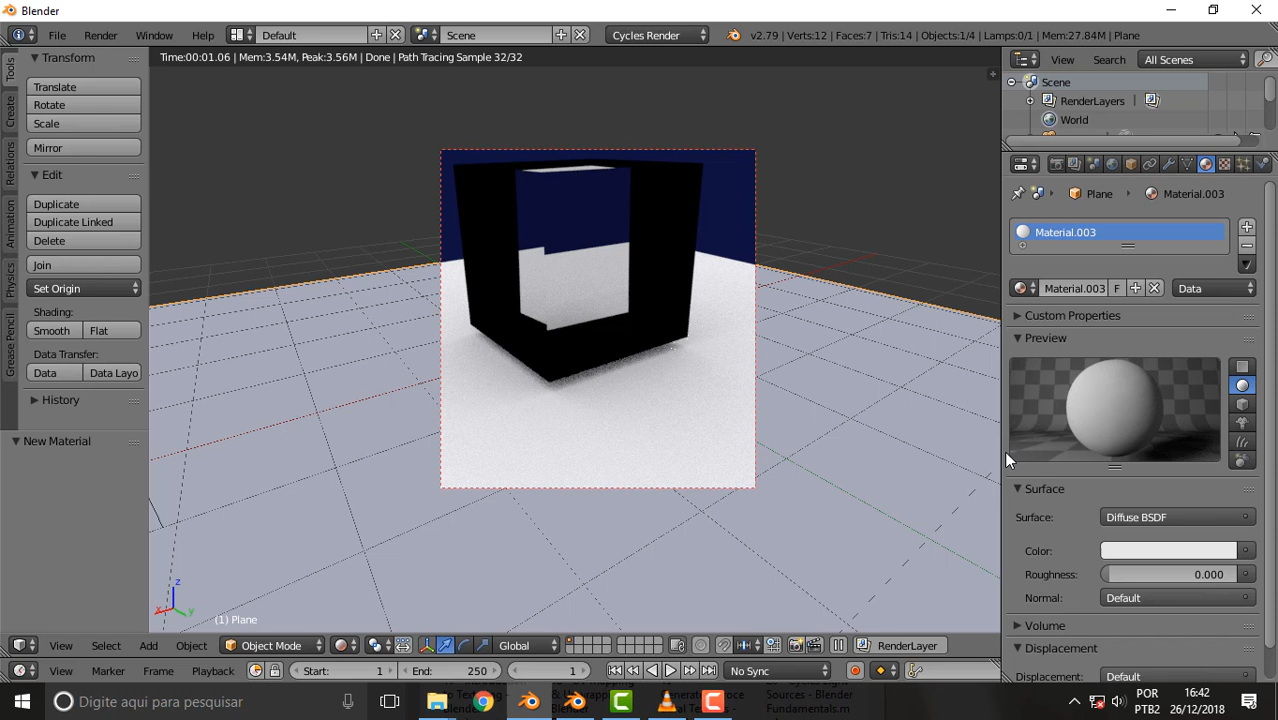 Blender
File Render Window Help Default Scene Cycles Render v2.79 | Verts:12 | Faces:7 | Tris:14 | Objects:1/4 | Lamps:0/1 | Mem:27.84M | Plane
Time:00:01.06 | Mem:3.54M, Peak:3.56M | Done | Path Tracing Sample 32/32
Tools
Create
Relations
Animation
Physics
Grease Pencil
Transform
Translate
Rotate
Scale
Mirror
Edit
Duplicate
Duplicate Linked
Delete
Join
Set Origin
Shading:
Smooth Flat
Data Transfer:
Data Data Layo
History
New Material
z
x y
(1) Plane
View Search All Scenes
Scene
RenderLayers
World
Plane Material.003
Material.003
Material.003 F Data
Custom Properties
Preview
Surface
Surface: Diffuse BSDF
Color:
Roughness: 0.000
Normal: Default
Volume
Displacement
Displacement: Default
View Select Add Object Object Mode Global RenderLayer
View Marker Frame Playback Start: 1 End: 250 1 No Sync
Digite aqui para pesquisar
Sources - Blender
Fundamentals.m
POR
PTB2
16:42
26/12/2018